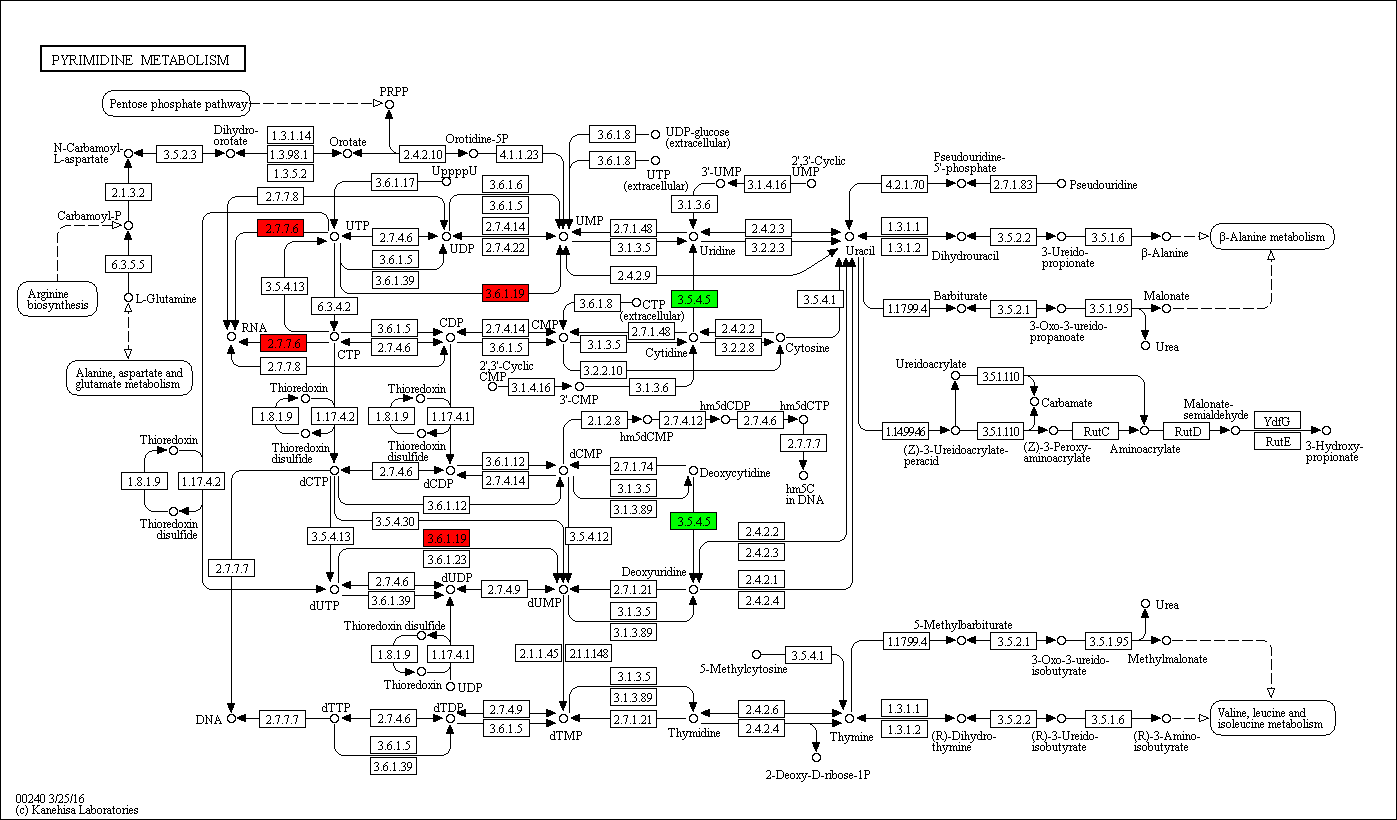 PYRIMIDINE METABOLISM
Pentose phosphate pathway
PRPP
N-Carbamoyl-
L-aspartate
3.5.2.3
Dihydro-
orotate
1.3.1.14
1.3.98.1
1.3.5.2
Orotate
2.4.2.10
Orotidine-5P
4.1.1.23
3.6.1.8
UDP-glucose
(extracellular)
3.6.1.8
UTP
(extracellular)
3'-UMP
3.1.4.16
2',3'-Cyclic
UMP
3.1.3.6
Pseudouridine-
5'-phosphate
4.2.1.70
2.7.1.83
Pseudouridine
2.1.3.2
Carbamoyl-P
6.3.5.5
L-Glutamine
Arginine
biosynthesis
Alanine, aspartate and
glutamate metabolism
UppppU
3.6.1.17
2.7.7.8
2.7.7.6
UTP
2.7.4.6
3.6.1.5
3.6.1.39
UDP
3.6.1.6
3.6.1.5
2.7.4.14
2.7.4.22
UMP
2.7.1.48
3.1.3.5
Uridine
2.4.2.3
3.2.2.3
Uracil
2.4.2.9
3.6.1.19
3.5.4.13
6.3.4.2
3.5.4.5
3.5.4.1
1.3.1.1
1.3.1.2
Dihydrouracil
3.5.2.2
3-Ureido-
propionate
3.5.1.6
β-Alanine
β-Alanine metabolism
1.1.99.4
Barbiturate
3.5.2.1
3-Oxo-3-ureido-
propanoate
3.5.1.95
Malonate
Urea
RNA
2.7.7.6
2.7.7.8
CTP
3.6.1.5
2.7.4.6
CDP
2.7.4.14
3.6.1.5
CMP
3.6.1.8
CTP
(extracellular)
2.7.1.48
3.1.3.5
Cytidine
2.4.2.2
3.2.2.8
Cytosine
3.2.2.10
2',3'-Cyclic
CMP
3.1.4.16
3'-CMP
3.1.3.6
Ureidoacrylate
3.5.1.110
Carbamate
1.14.99.46
(Z)-3-Ureidoacrylate-
peracid
3.5.1.110
(Z)-3-Peroxy-
aminoacrylate
RutC
Aminoacrylate
RutD
Malonate-
semialdehyde
YdfG
RutE
3-Hydroxy-
propionate
Thioredoxin
1.8.1.9
1.17.4.2
Thioredoxin
disulfide
Thioredoxin
1.8.1.9
1.17.4.1
Thioredoxin
disulfide
2.1.2.8
hm5dCMP
2.7.4.12
hm5dCDP
2.7.4.6
hm5dCTP
2.7.7.7
hm5C
in DNA
Thioredoxin
1.8.1.9
1.17.4.2
Thioredoxin
disulfide
dCTP
2.7.4.6
dCDP
3.6.1.12
2.7.4.14
dCMP
2.7.1.74
3.1.3.5
3.1.3.89
Deoxycytidine
3.6.1.12
3.5.4.30
3.5.4.13
3.6.1.19
3.6.1.23
3.5.4.12
3.5.4.5
2.4.2.2
2.4.2.3
2.7.7.7
dUTP
2.7.4.6
3.6.1.39
dUDP
2.7.4.9
dUMP
2.7.1.21
3.1.3.5
3.1.3.89
Deoxyuridine
2.4.2.1
2.4.2.4
Thioredoxin disulfide
1.8.1.9
1.17.4.1
Thioredoxin
UDP
2.1.1.45
2.1.1.148
5-Methylcytosine
3.5.4.1
1.1.99.4
5-Methylbarbiturate
3.5.2.1
3-Oxo-3-ureido-
isobutyrate
3.5.1.95
Methylmalonate
Urea
DNA
2.7.7.7
dTTP
2.7.4.6
3.6.1.5
3.6.1.39
dTDP
2.7.4.9
3.6.1.5
dTMP
3.1.3.5
3.1.3.89
2.7.1.21
Thymidine
2.4.2.6
2.4.2.4
2-Deoxy-D-ribose-1P
Thymine
1.3.1.1
1.3.1.2
(R)-Dihydro-
thymine
3.5.2.2
(R)-3-Ureido-
isobutyrate
3.5.1.6
(R)-3-Amino-
isobutyrate
Valine, leucine and
isoleucine metabolism
00240 3/25/16
(c) Kanehisa Laboratories